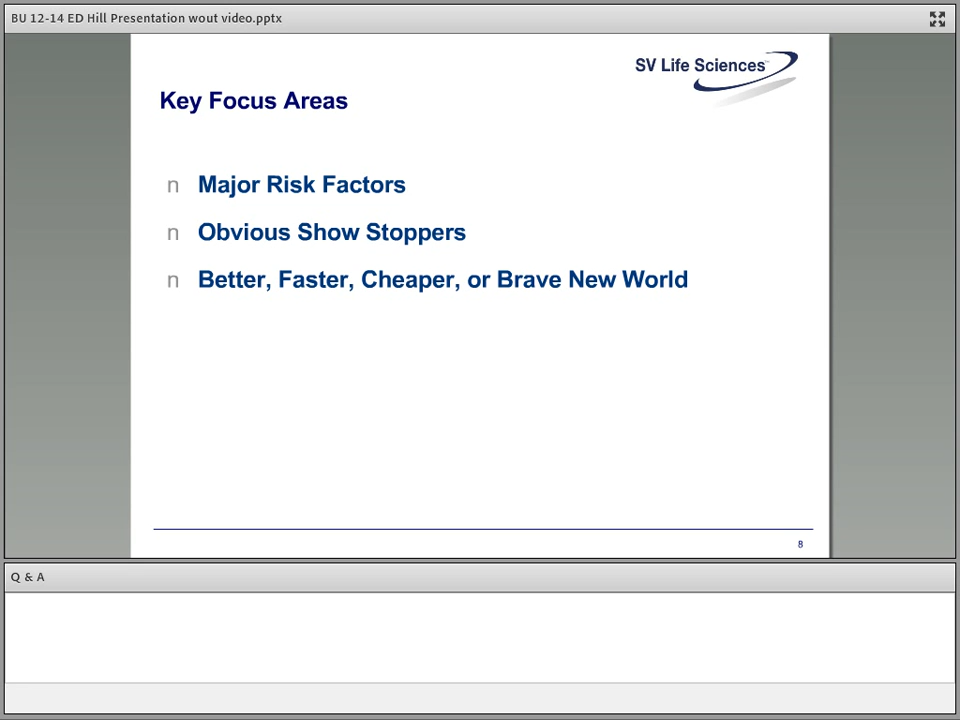 BU 12-14 ED Hill Presentation wout video.pptx
SV Life Sciences™
Key Focus Areas
n Major Risk Factors
n Obvious Show Stoppers
n Better, Faster, Cheaper, or Brave New World
8
Q & A